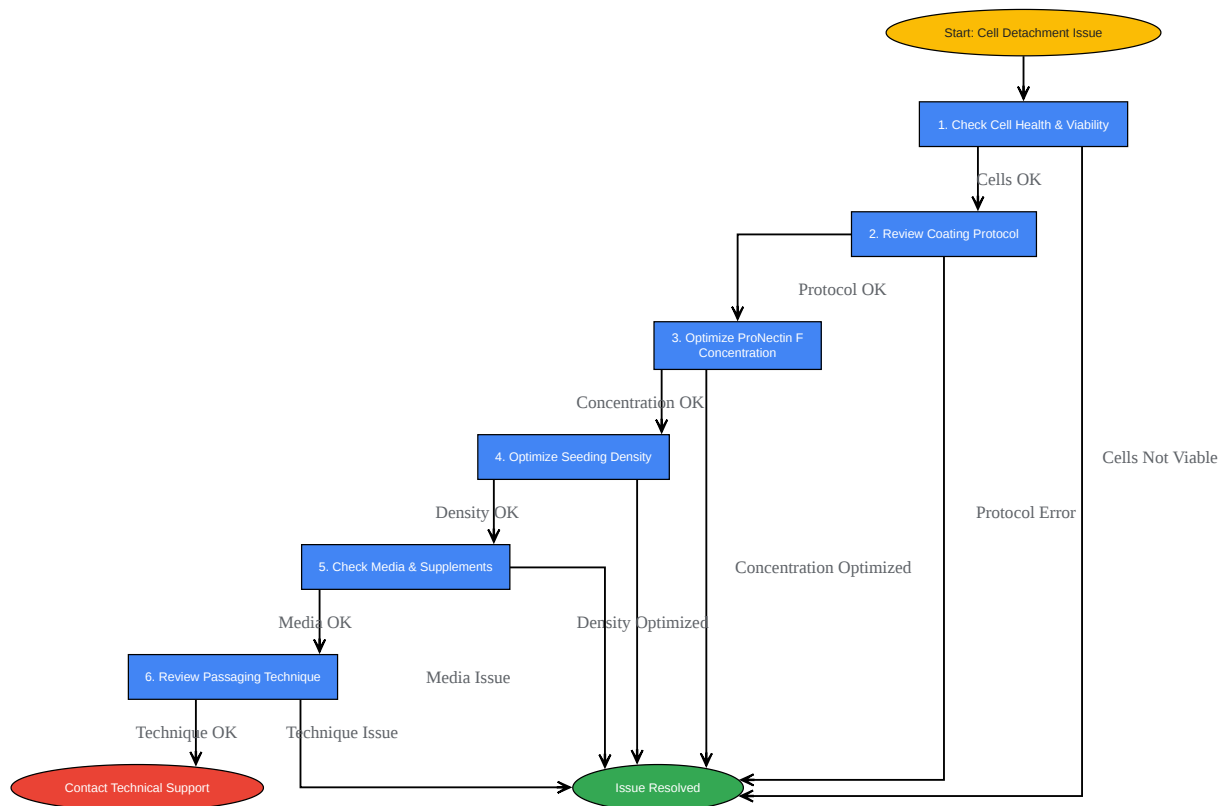 Start: Cell Detachment Issue
1. Check Cell Health & Viability
Cells OK
2. Review Coating Protocol
Protocol OK
3. Optimize ProNectin F
Concentration
Concentration OK
4. Optimize Seeding Density
Cells Not Viable
Density OK
Protocol Error
5. Check Media & Supplements
Concentration Optimized
Media OK
Density Optimized
6. Review Passaging Technique
Media Issue
Technique OK
Technique Issue
Contact Technical Support
Issue Resolved